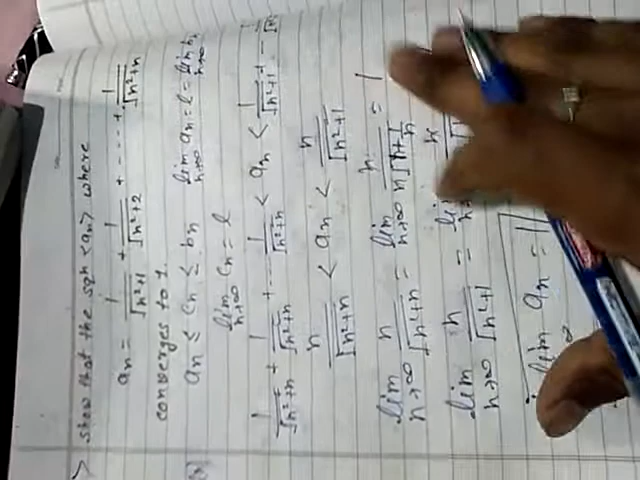 > show that the sqn <an> where
an = 1/√n²+1 + 1/√n²+2 + ---- + 1/√n²+n
converges to 1.
an ≤ cn ≤ bn lim n→∞ an = l = lim n→∞ bn
lim n→∞ cn = l
1/√n²+n + 1/√n²+n + --- 1/√n²+n < an < 1/√n²+1 + -
n/√n²+n < an < n/√n²+1
lim n→∞ n/√n²+n = lim n→∞ n/n√1+1/n = 1
lim n→∞ n/√n²+1 = n
lim an = 1